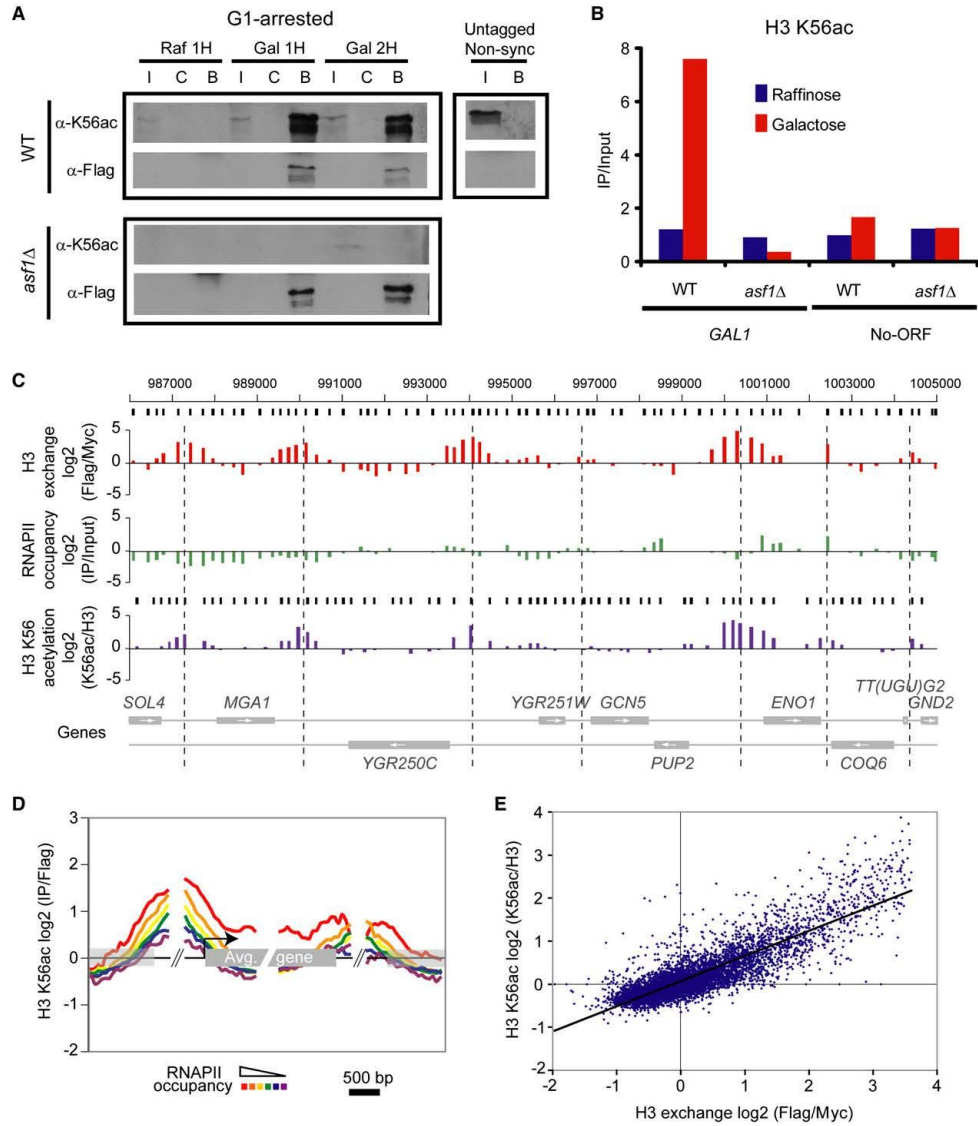 A
G1-arrested
Raf 1H Gal 1H Gal 2H
Untagged
Non-sync
I C B I C B I C B I B
WT
α-K56ac
α-Flag
asf1Δ
α-K56ac
α-Flag
B
H3 K56ac
IP/Input
8
6
4
2
0
Raffinose
Galactose
WT asf1Δ WT asf1Δ
GAL1 No-ORF
C
987000 989000 991000 993000 995000 997000 999000 1001000 1003000 1005000
H3
exchange
log2
(Flag/Myc)
5
0
-5
RNAPII
occupancy
log2
(IP/Input)
5
0
-5
H3 K56
acetylation
log2
(K56ac/H3)
5
0
-5
TT(UGU)G2
SOL4 MGA1 YGR251W GCN5 ENO1 GND2
Genes
YGR250C PUP2 COQ6
D
H3 K56ac log2 (IP/Flag)
3
2
1
0
-1
-2
Avg. gene
RNAPII
occupancy
500 bp
E
H3 K56ac log2 (K56ac/H3)
4
3
2
1
0
-1
-2
-2 -1 0 1 2 3 4
H3 exchange log2 (Flag/Myc)